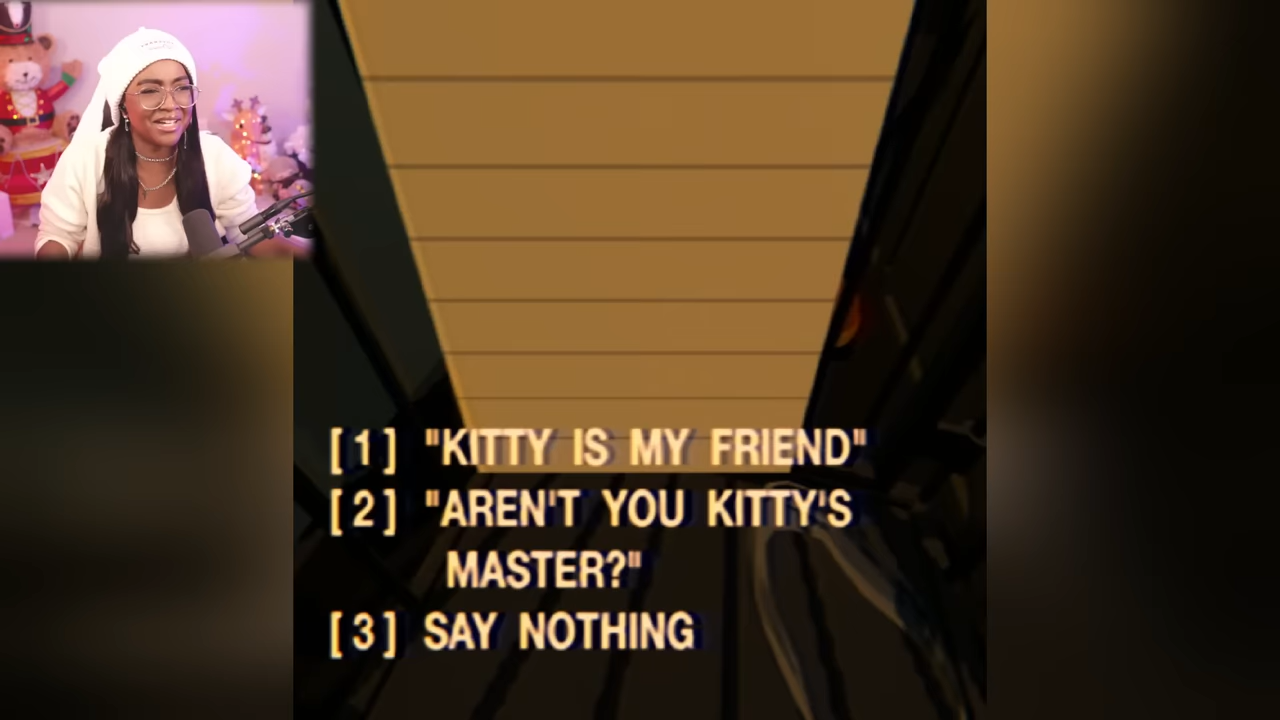 [1] "KITTY IS MY FRIEND"
[2] "AREN'T YOU KITTY'S
MASTER?"
[3] SAY NOTHING